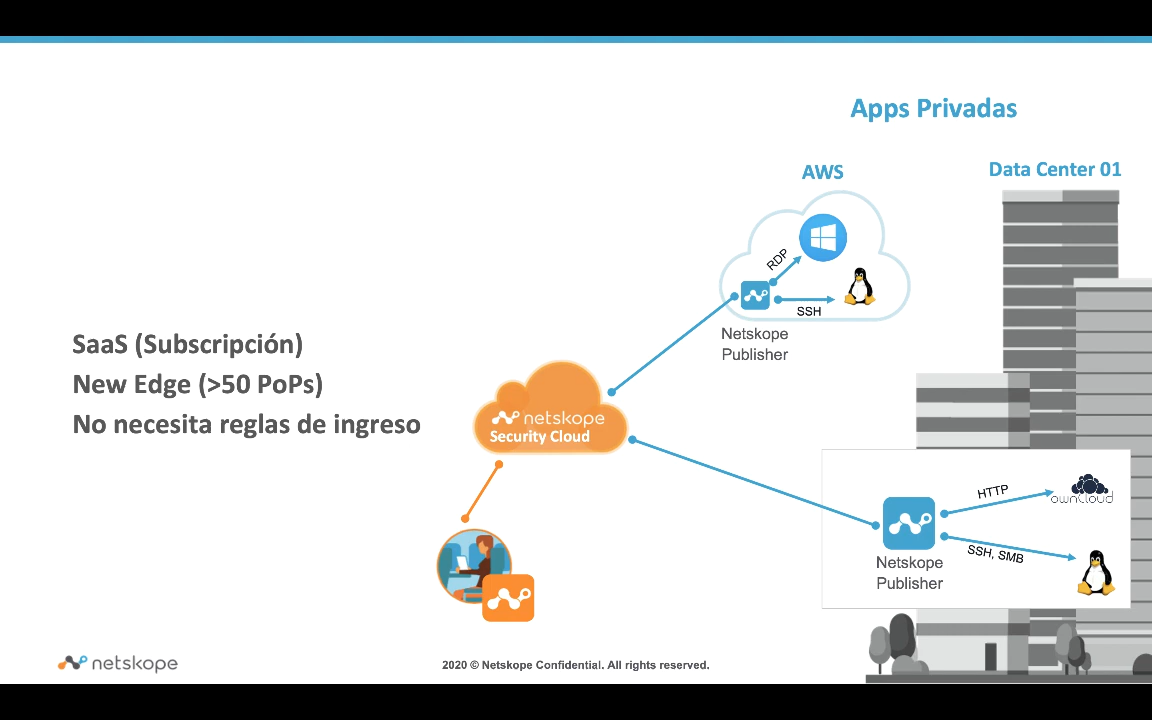 Apps Privadas
AWS
Data Center 01
RDP
SSH
Netskope
Publisher
SaaS (Subscripción)
New Edge (>50 PoPs)
No necesita reglas de ingreso
netskope
Security Cloud
HTTP
ownCloud
SSH, SMB
Netskope
Publisher
netskope
2020 © Netskope Confidential. All rights reserved.